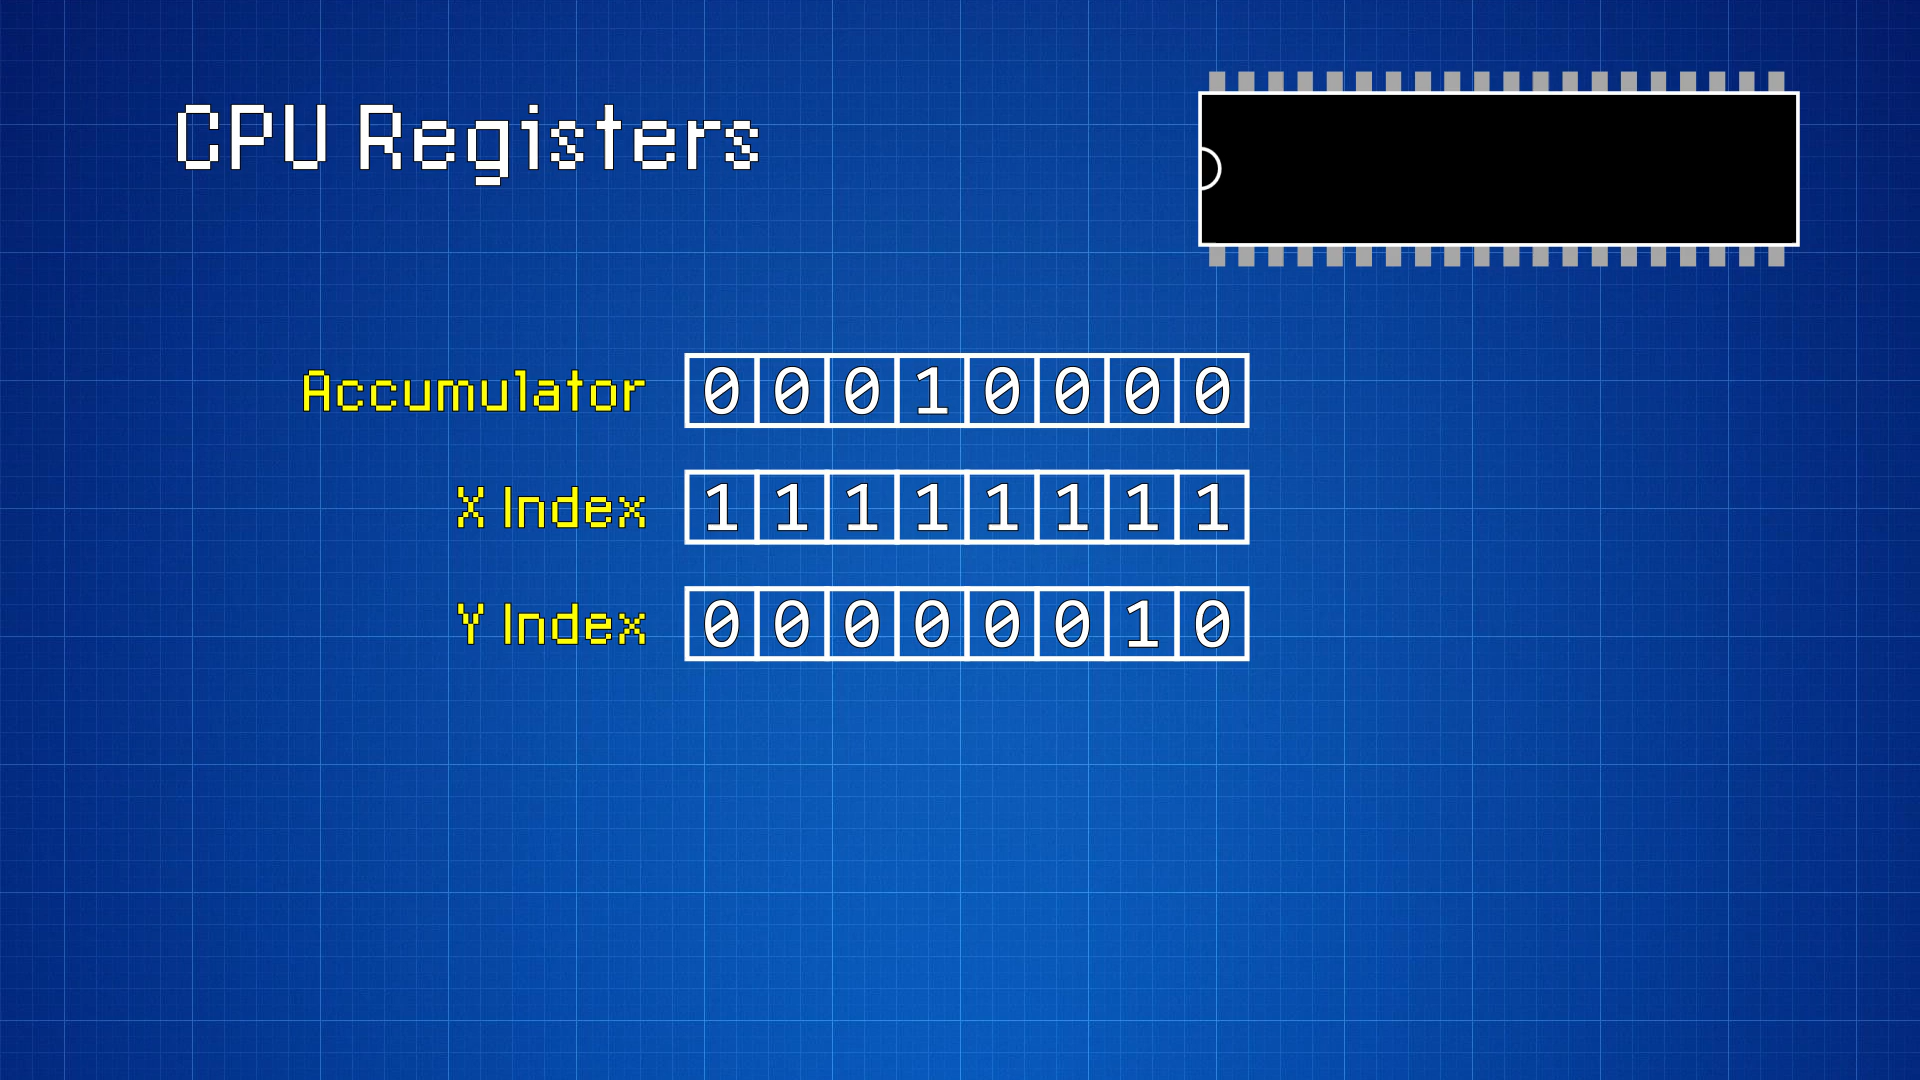 CPU Registers
Accumulator 0 0 0 1 0 0 0 0
X Index 1 1 1 1 1 1 1 1
Y Index 0 0 0 0 0 0 1 0